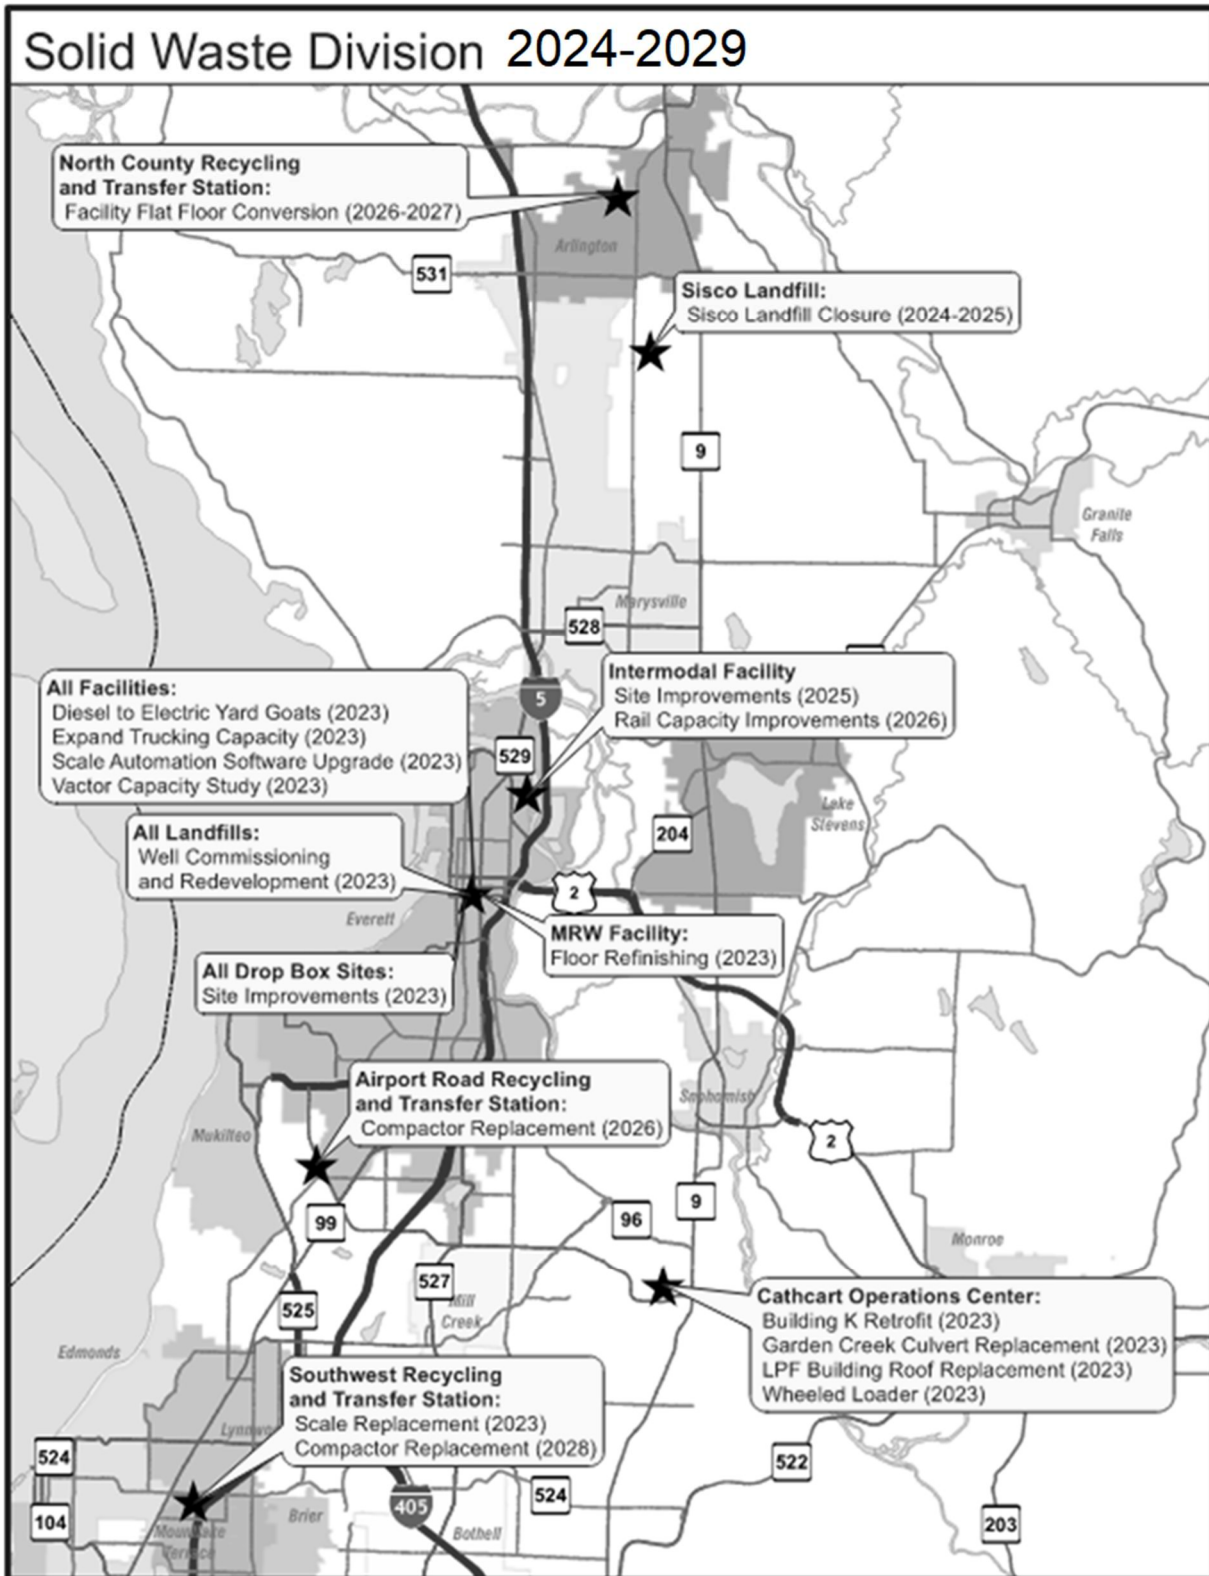 Solid Waste Division 2024-2029
North County Recycling
and Transfer Station:
Facility Flat Floor Conversion (2026-2027)
Arlington
531
Sisco Landfill:
Sisco Landfill Closure (2024-2025)
9
Granite
Falls
Marysville
528
Intermodal Facility
Site Improvements (2025)
Rail Capacity Improvements (2026)
All Facilities:
Diesel to Electric Yard Goats (2023)
Expand Trucking Capacity (2023)
Scale Automation Software Upgrade (2023)
Vactor Capacity Study (2023)
5
529
Lake
Stevens
204
All Landfills:
Well Commissioning
and Redevelopment (2023)
2
Everett
MRW Facility:
Floor Refinishing (2023)
All Drop Box Sites:
Site Improvements (2023)
Airport Road Recycling
and Transfer Station:
Compactor Replacement (2026)
Snohomish
Mukilteo
2
99
96
9
Monroe
527
525
Mill
Creek
Cathcart Operations Center:
Building K Retrofit (2023)
Garden Creek Culvert Replacement (2023)
LPF Building Roof Replacement (2023)
Wheeled Loader (2023)
Edmonds
Southwest Recycling
and Transfer Station:
Scale Replacement (2023)
Compactor Replacement (2028)
Lynnwo
524
522
524
405
104
203
Brier
Bothell
Mountlake
Terrace